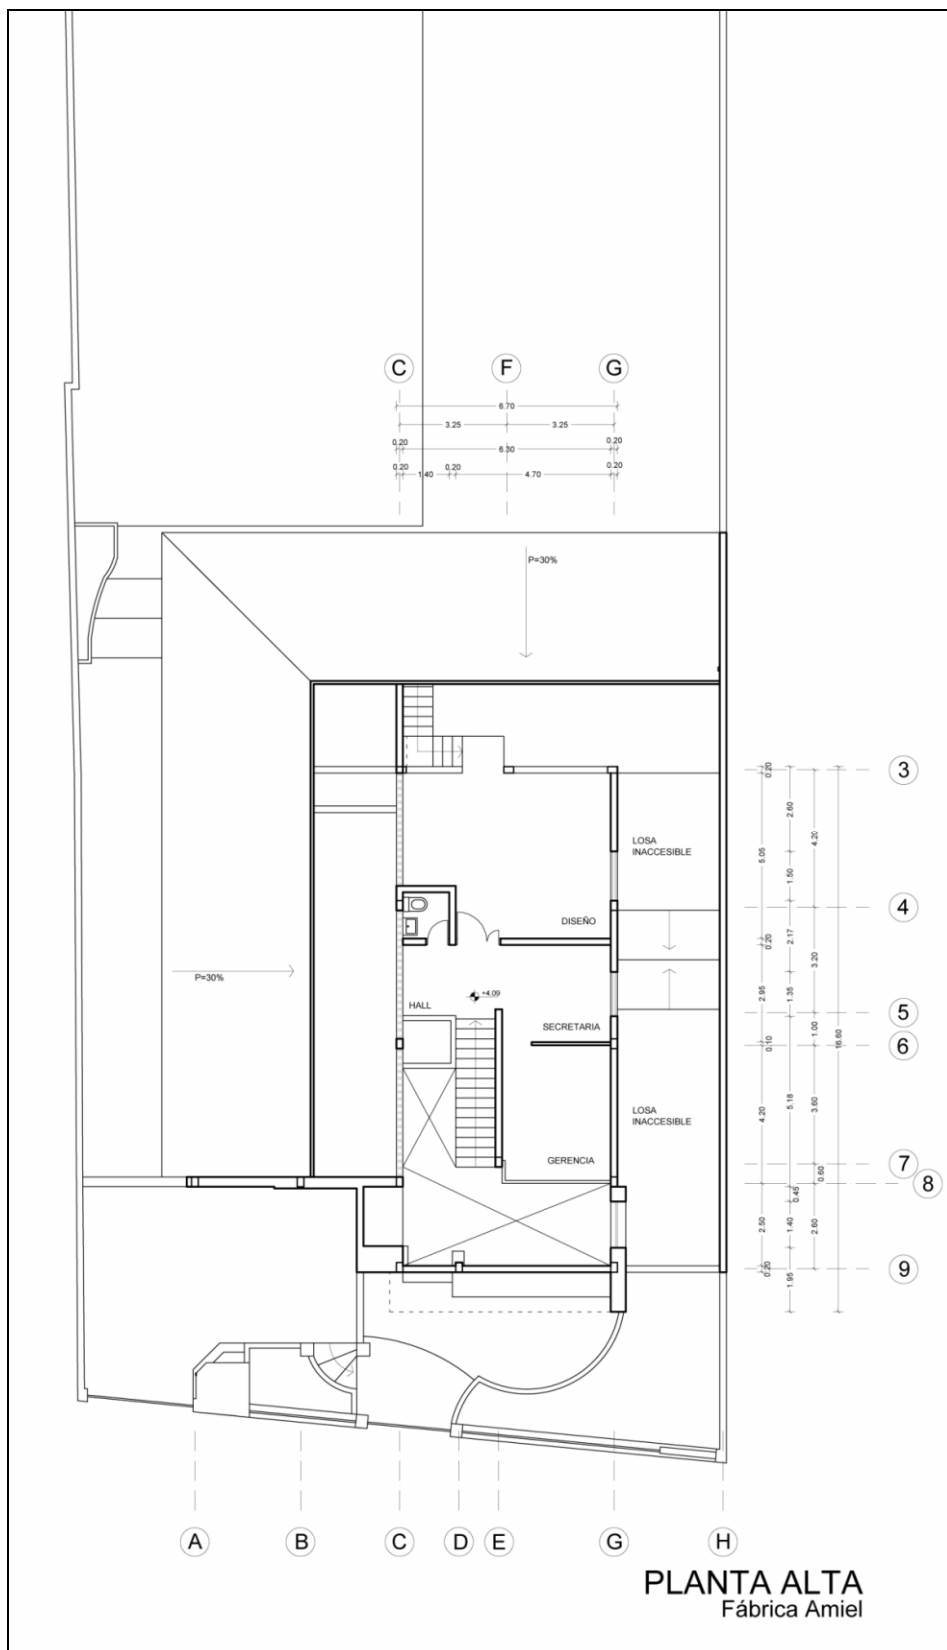 C F G
6.70
3.25 3.25
0.20 6.30 0.20
0.20 1.40 0.20 4.70 0.20
P=30%
3
0.20
2.60
4.20
5.05
LOSA
INACCESIBLE
1.50
4
DISEÑO
0.20
2.17
3.20
P=30%
2.95
1.35
+4.09
HALL
5
SECRETARIA
1.00
16.60
0.10
6
5.18
4.20
3.60
LOSA
INACCESIBLE
GERENCIA
7
0.60
8
0.45
2.50
1.40
2.60
9
0.20
1.95
A B C D E G H
PLANTA ALTA
Fábrica Amiel